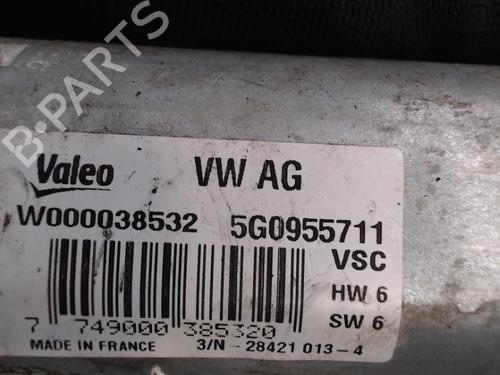 B-PARTS
Valeo VW AG
W000038532 5G0955711
VSC
HW 6
SW 6
7 749000 385320
MADE IN FRANCE 3/N - 28421 013-4